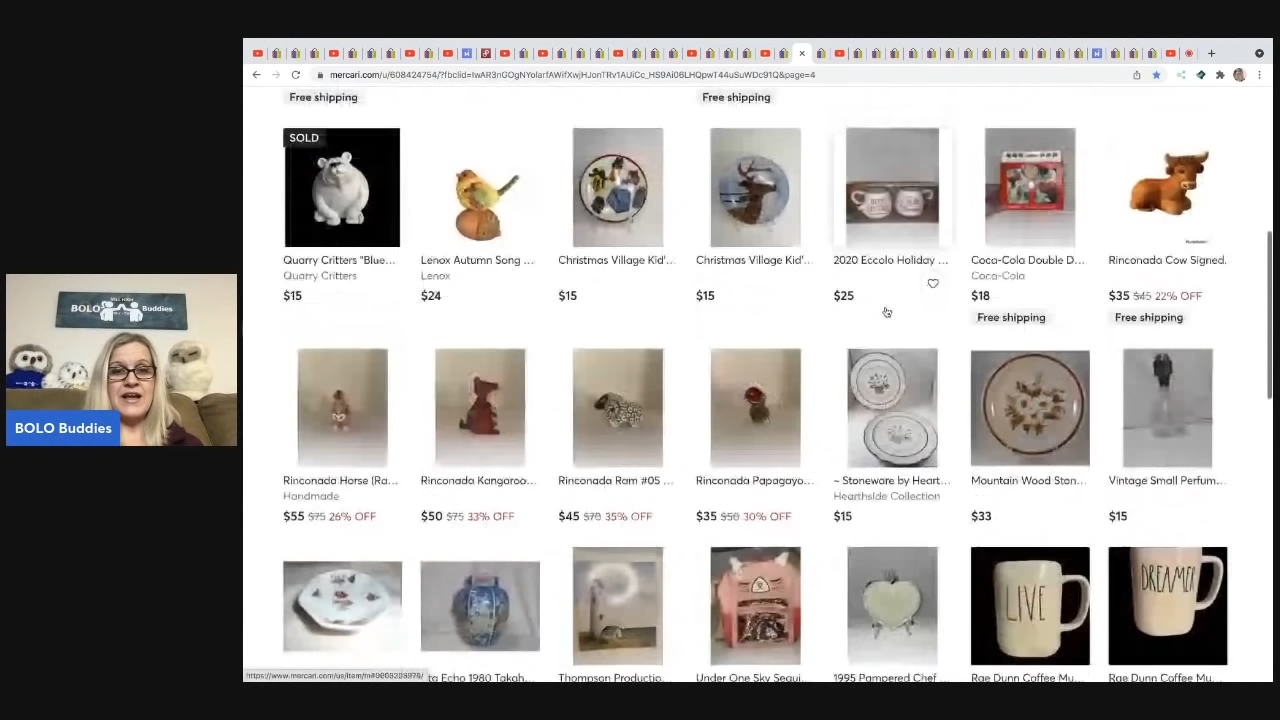 mercari.com/u/608424754/?fbclid=IwAR3nGOgNYolarfAWifXwjHJonTRv1AUiCc_HS9Ai06LHQpwT44uSuWDc91Q&page=4
Free shipping
Free shipping
SOLD
Quarry Critters "Blue...
Lenox Autumn Song ...
Christmas Village Kid'...
Christmas Village Kid'...
2020 Eccolo Holiday ...
Coca-Cola Double D...
Rinconada Cow Signed.
Quarry Critters
Lenox
Coca-Cola
$15
$24
$15
$15
$25
$18
$35 $45 22% OFF
Free shipping
Free shipping
BOLO Buddies
BOLO Buddies
Rinconada Horse (Ra...
Rinconada Kangaroo...
Rinconada Ram #05 ...
Rinconada Papagayo...
~ Stoneware by Heart...
Mountain Wood Ston...
Vintage Small Perfum...
Handmade
Hearthside Collection
$55 $75 26% OFF
$50 $75 33% OFF
$45 $70 35% OFF
$35 $50 30% OFF
$15
$33
$15
LIVE
DREAMER
ta Echo 1980 Takah...
Thompson Productio...
Under One Sky Sequi...
1995 Pampered Chef ...
Rae Dunn Coffee Mu...
Rae Dunn Coffee Mu...